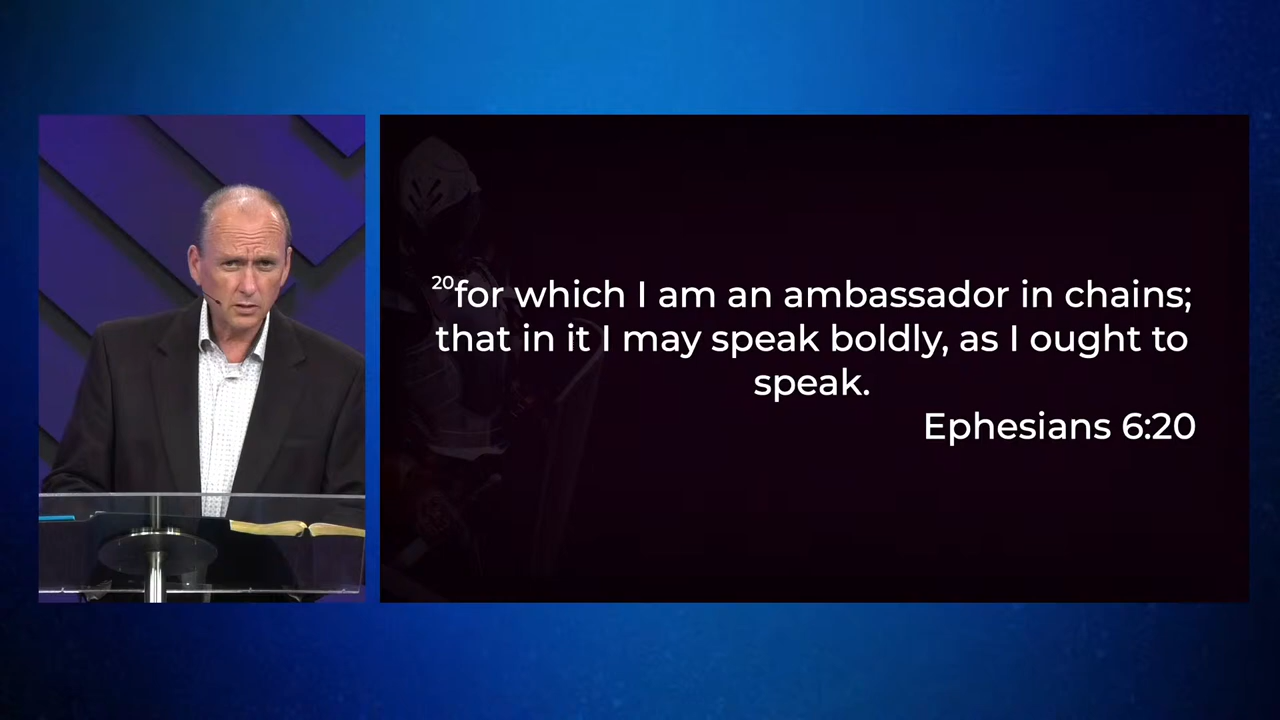 20for which I am an ambassador in chains;
that in it I may speak boldly, as I ought to
speak.
Ephesians 6:20